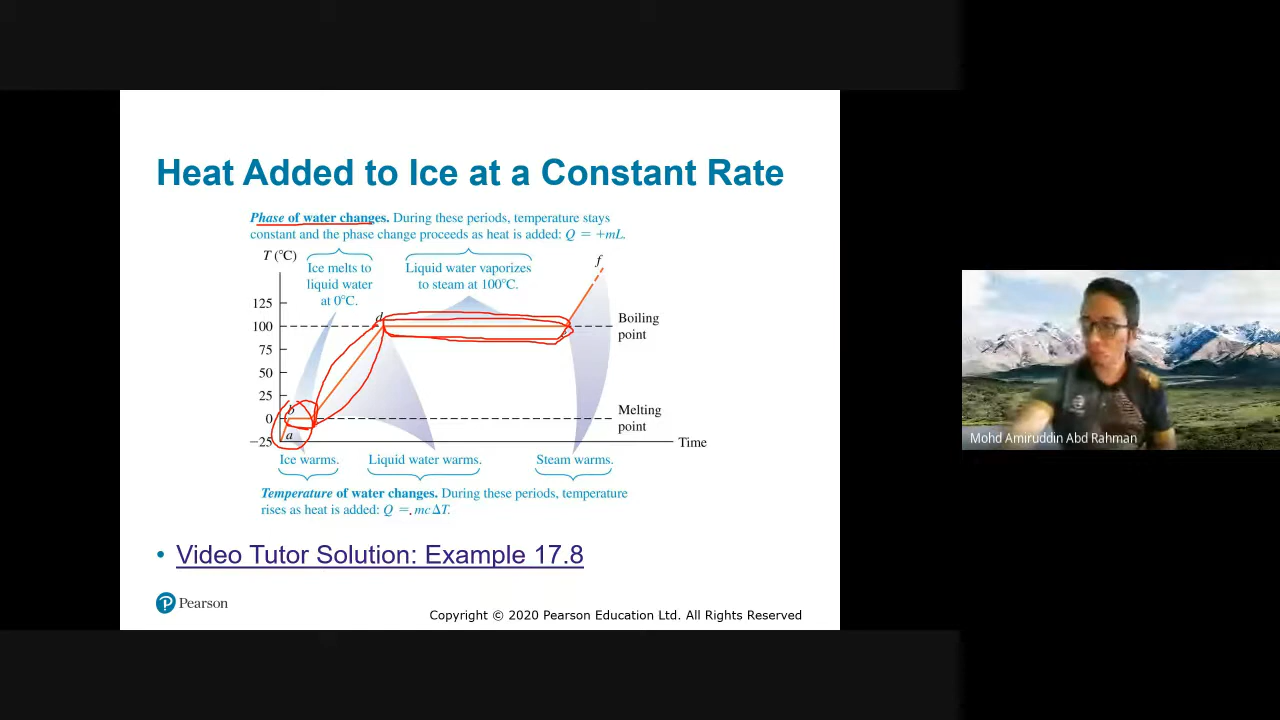 Heat Added to Ice at a Constant Rate
Phase of water changes. During these periods, temperature stays
constant and the phase change proceeds as heat is added: Q = +mL.
T (°C)
Ice melts to
liquid water
at 0°C.
Liquid water vaporizes
to steam at 100°C.
f
125
100
75
50
25
0
−25
d
b
a
Boiling
point
Melting
point
Time
Ice warms.
Liquid water warms.
Steam warms.
Temperature of water changes. During these periods, temperature
rises as heat is added: Q = mcΔT.
• Video Tutor Solution: Example 17.8
P Pearson
Copyright © 2020 Pearson Education Ltd. All Rights Reserved
Mohd Amiruddin Abd Rahman